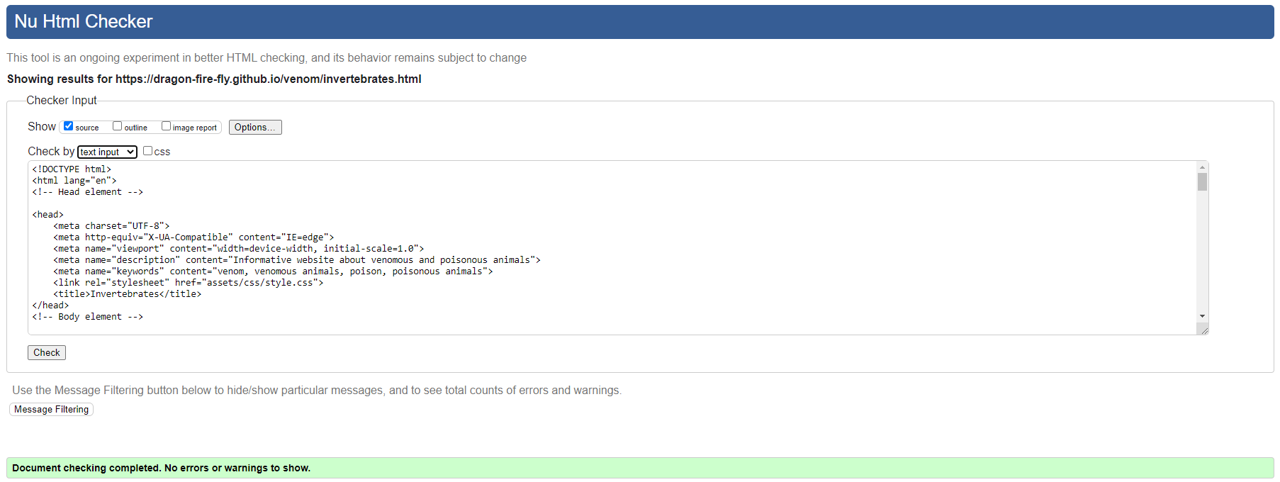 Nu Html Checker
This tool is an ongoing experiment in better HTML checking, and its behavior remains subject to change
Showing results for https://dragon-fire-fly.github.io/venom/invertebrates.html
Checker Input
Show source outline image report Options...
Check by text input css
<!DOCTYPE html>
<html lang="en">
<!-- Head element -->
<head>
    <meta charset="UTF-8">
    <meta http-equiv="X-UA-Compatible" content="IE=edge">
    <meta name="viewport" content="width=device-width, initial-scale=1.0">
    <meta name="description" content="Informative website about venomous and poisonous animals">
    <meta name="keywords" content="venom, venomous animals, poison, poisonous animals">
    <link rel="stylesheet" href="assets/css/style.css">
    <title>Invertebrates</title>
</head>
<!-- Body element -->
Check
Use the Message Filtering button below to hide/show particular messages, and to see total counts of errors and warnings.
Message Filtering
Document checking completed. No errors or warnings to show.